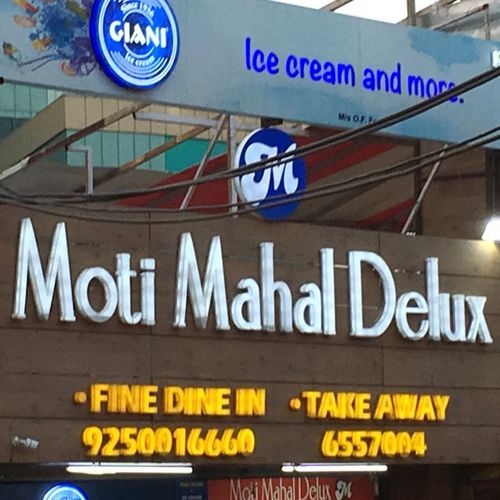 Since 1956
GIANI
Ice cream
Ice cream and more.
M
Moti Mahal Delux
• FINE DINE IN • TAKE AWAY
9250016660 6557004
Moti Mahal Delux M